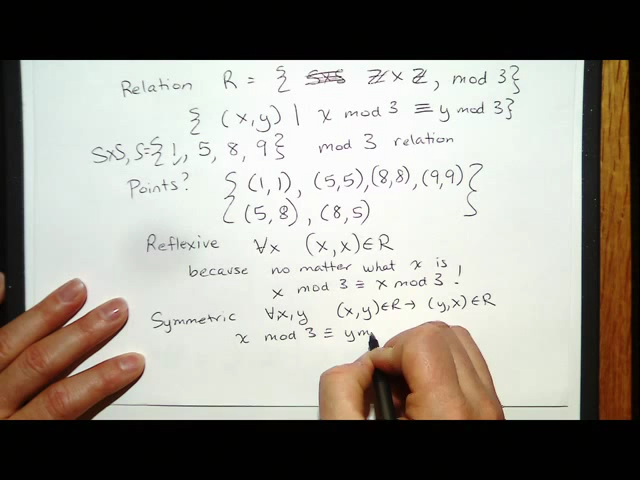 Relation R = { S×S ℤ×ℤ, mod 3}
{ (x,y) | x mod 3 ≡ y mod 3}
S×S, S={1, 5, 8, 9} mod 3 relation
Points? { (1,1), (5,5),(8,8),(9,9)
(5,8), (8,5) }
Reflexive ∀x (x,x)∈R
because no matter what x is
x mod 3 ≡ x mod 3 !
Symmetric ∀x,y (x,y)∈R → (y,x)∈R
x mod 3 ≡ y m